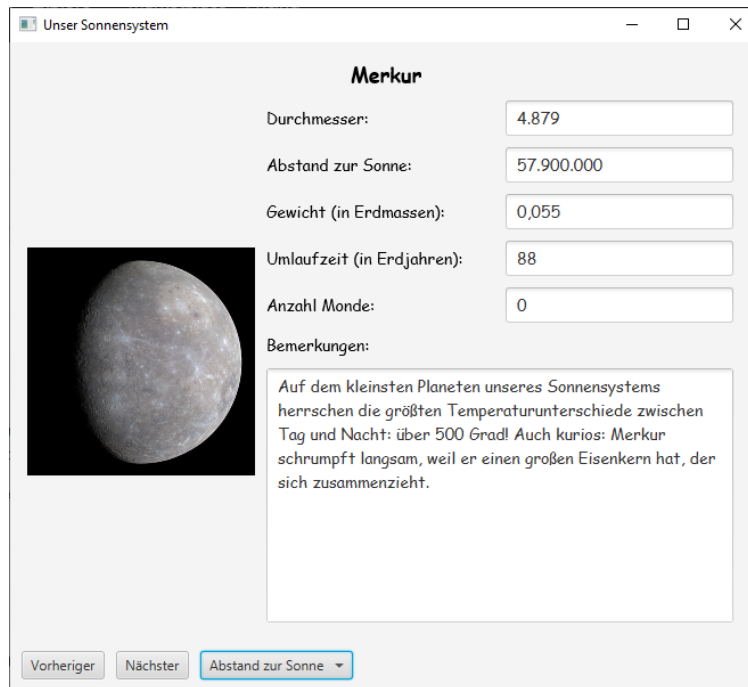 Unser Sonnensystem
Merkur
Durchmesser: 4.879
Abstand zur Sonne: 57.900.000
Gewicht (in Erdmassen): 0,055
Umlaufzeit (in Erdjahren): 88
Anzahl Monde: 0
Bemerkungen:
Auf dem kleinsten Planeten unseres Sonnensystems
herrschen die größten Temperaturunterschiede zwischen
Tag und Nacht: über 500 Grad! Auch kurios: Merkur
schrumpft langsam, weil er einen großen Eisenkern hat, der
sich zusammenzieht.
Vorheriger Nächster Abstand zur Sonne